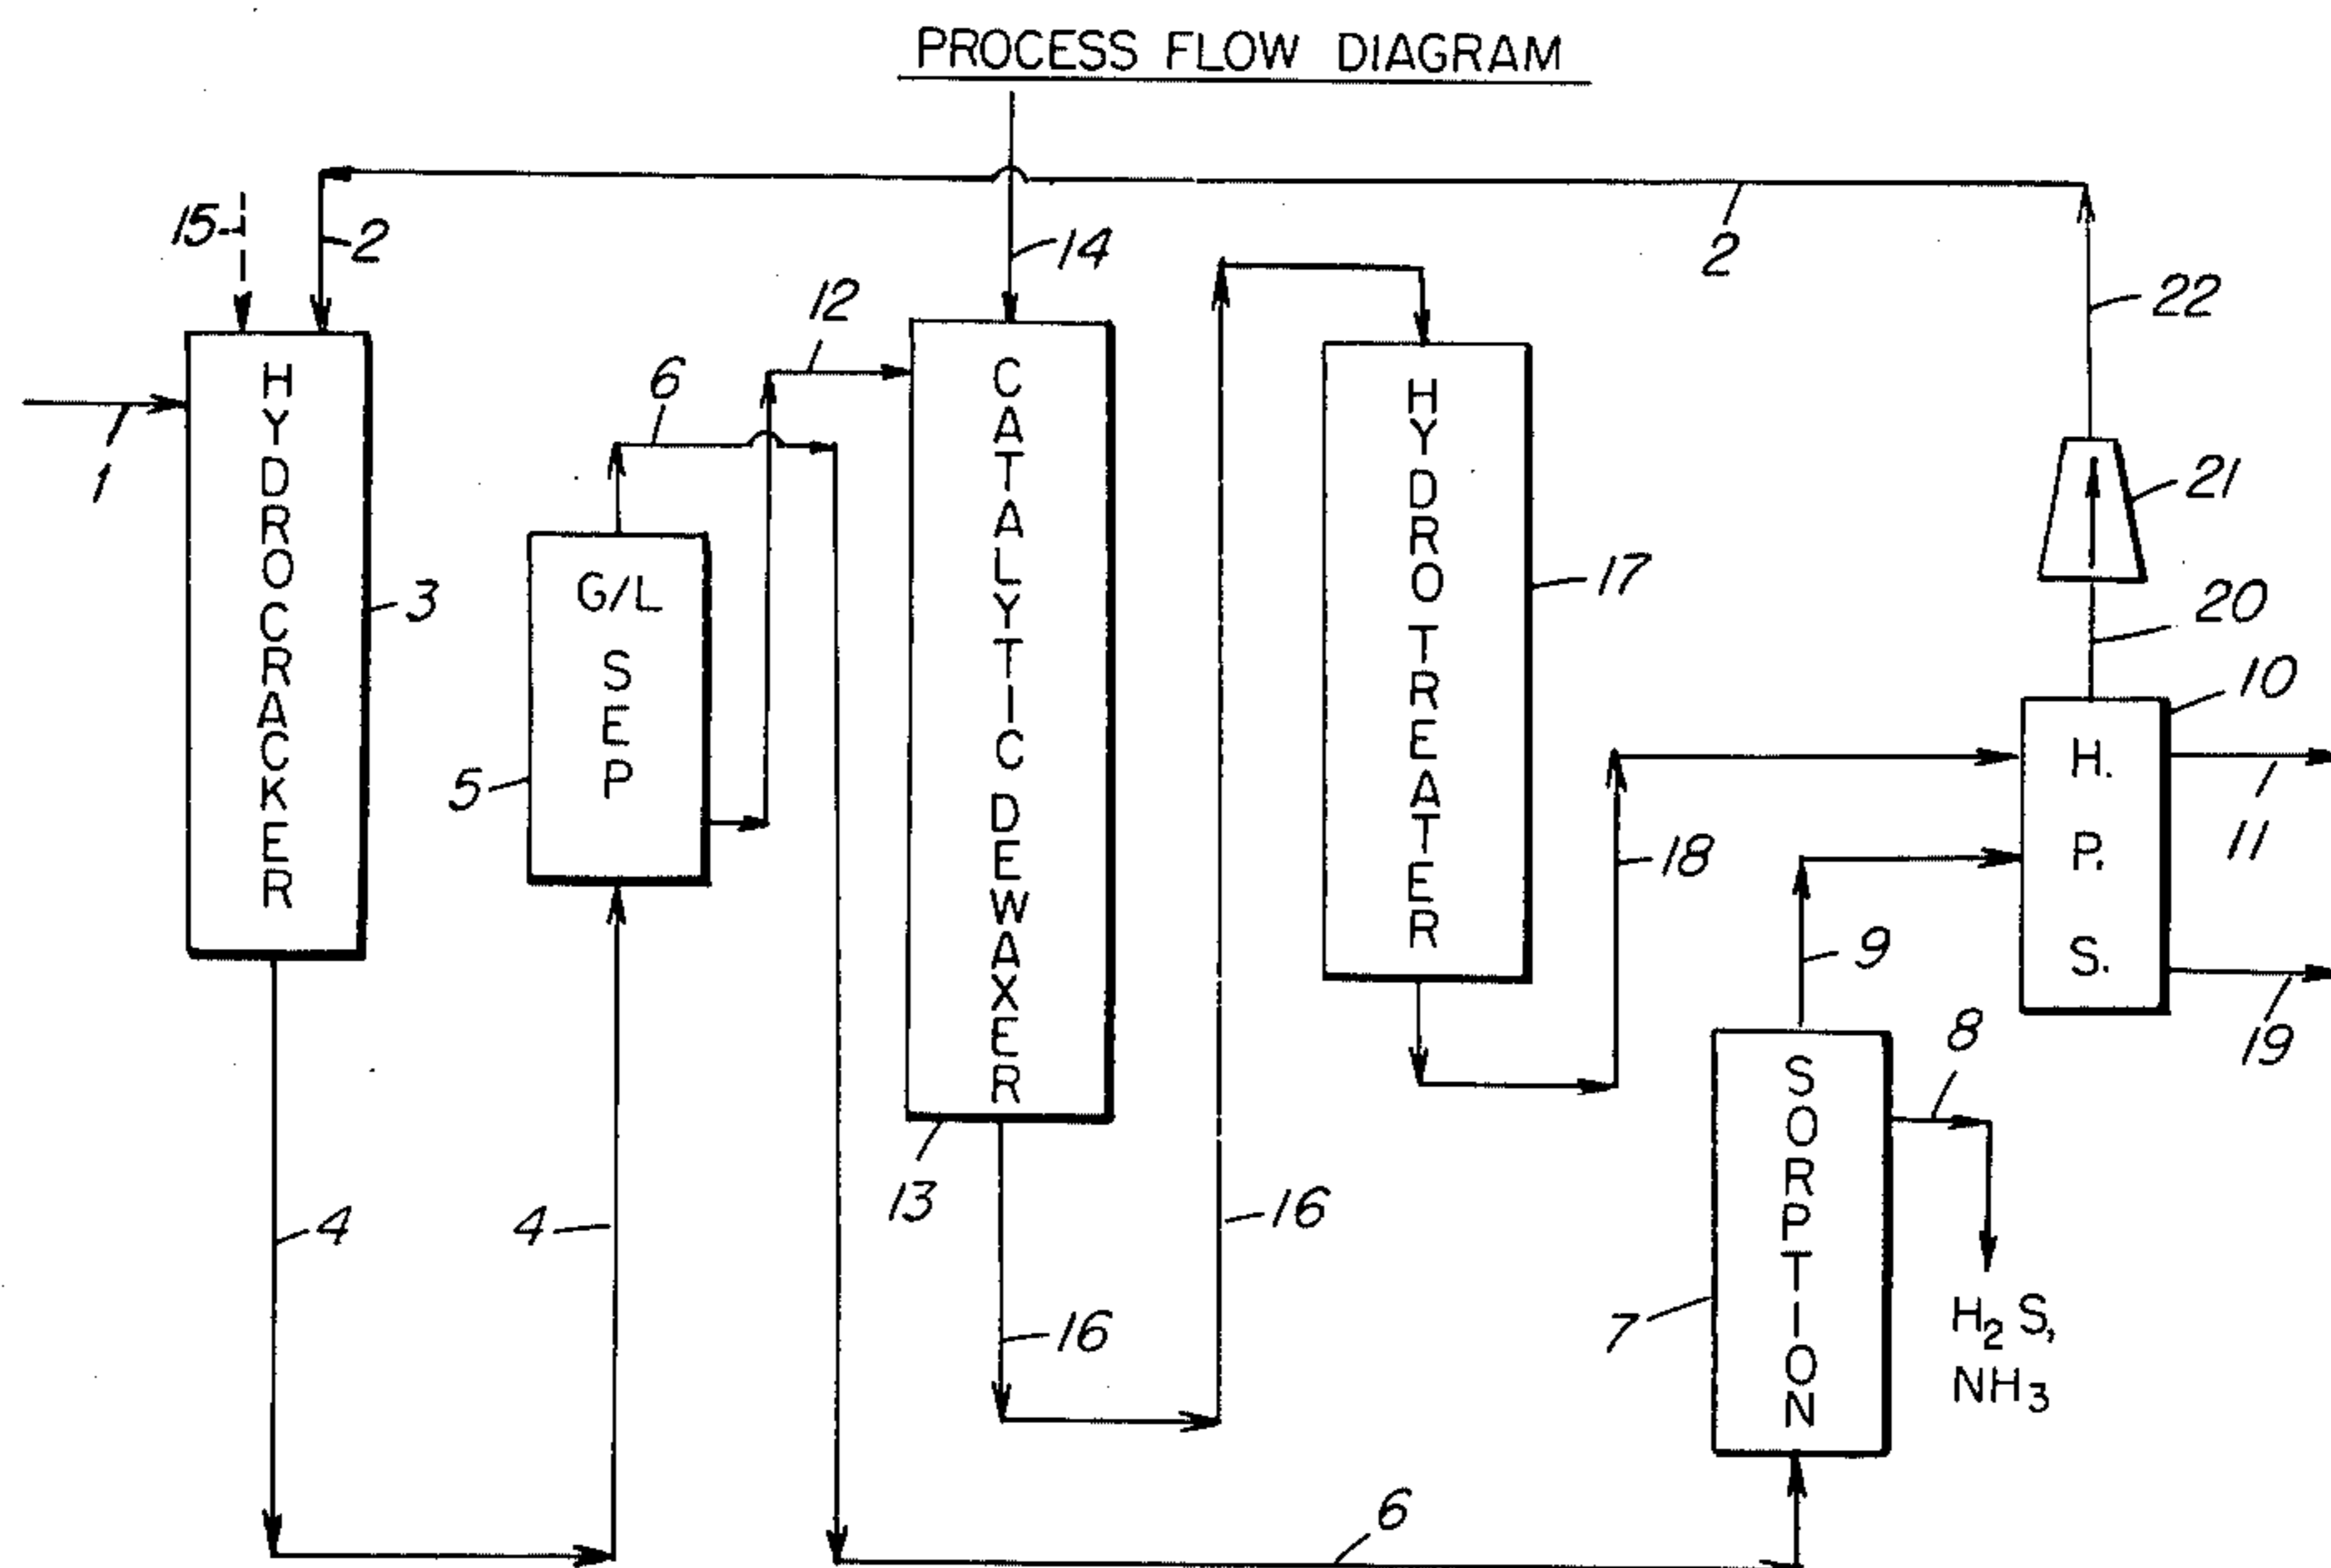 PROCESS FLOW DIAGRAM
15
2
14
2
12
22
6
1
HYDROCRACKER
3
G/L
SEP
5
CATALYTIC DEWAXER
HYDROTREATER
17
21
20
10
H.
P.
S.
11
18
9
19
8
13
SORPTION
4
4
16
16
7
H2S,
NH3
6